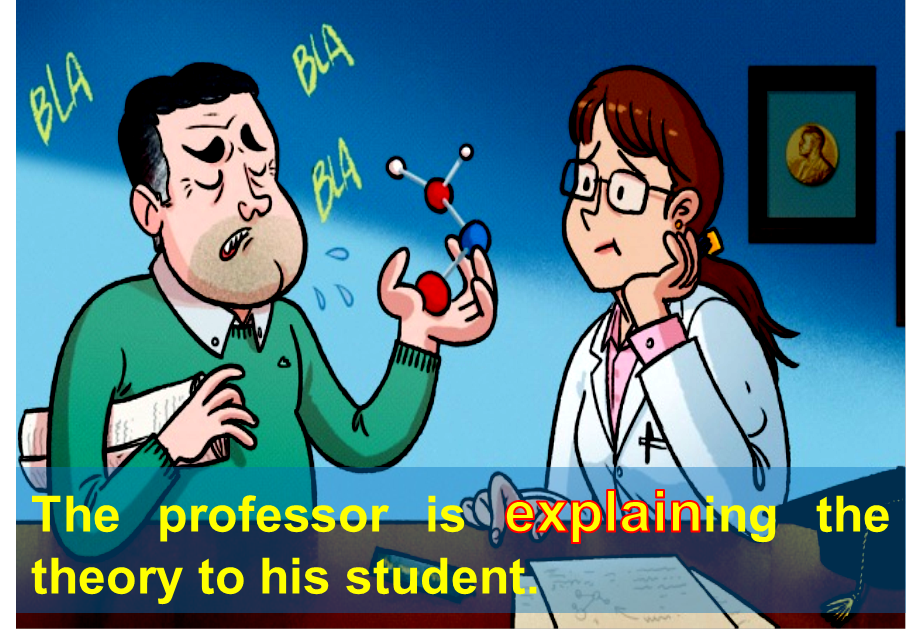 BLA
BLA
BLA
The professor is explaining the
theory to his student.